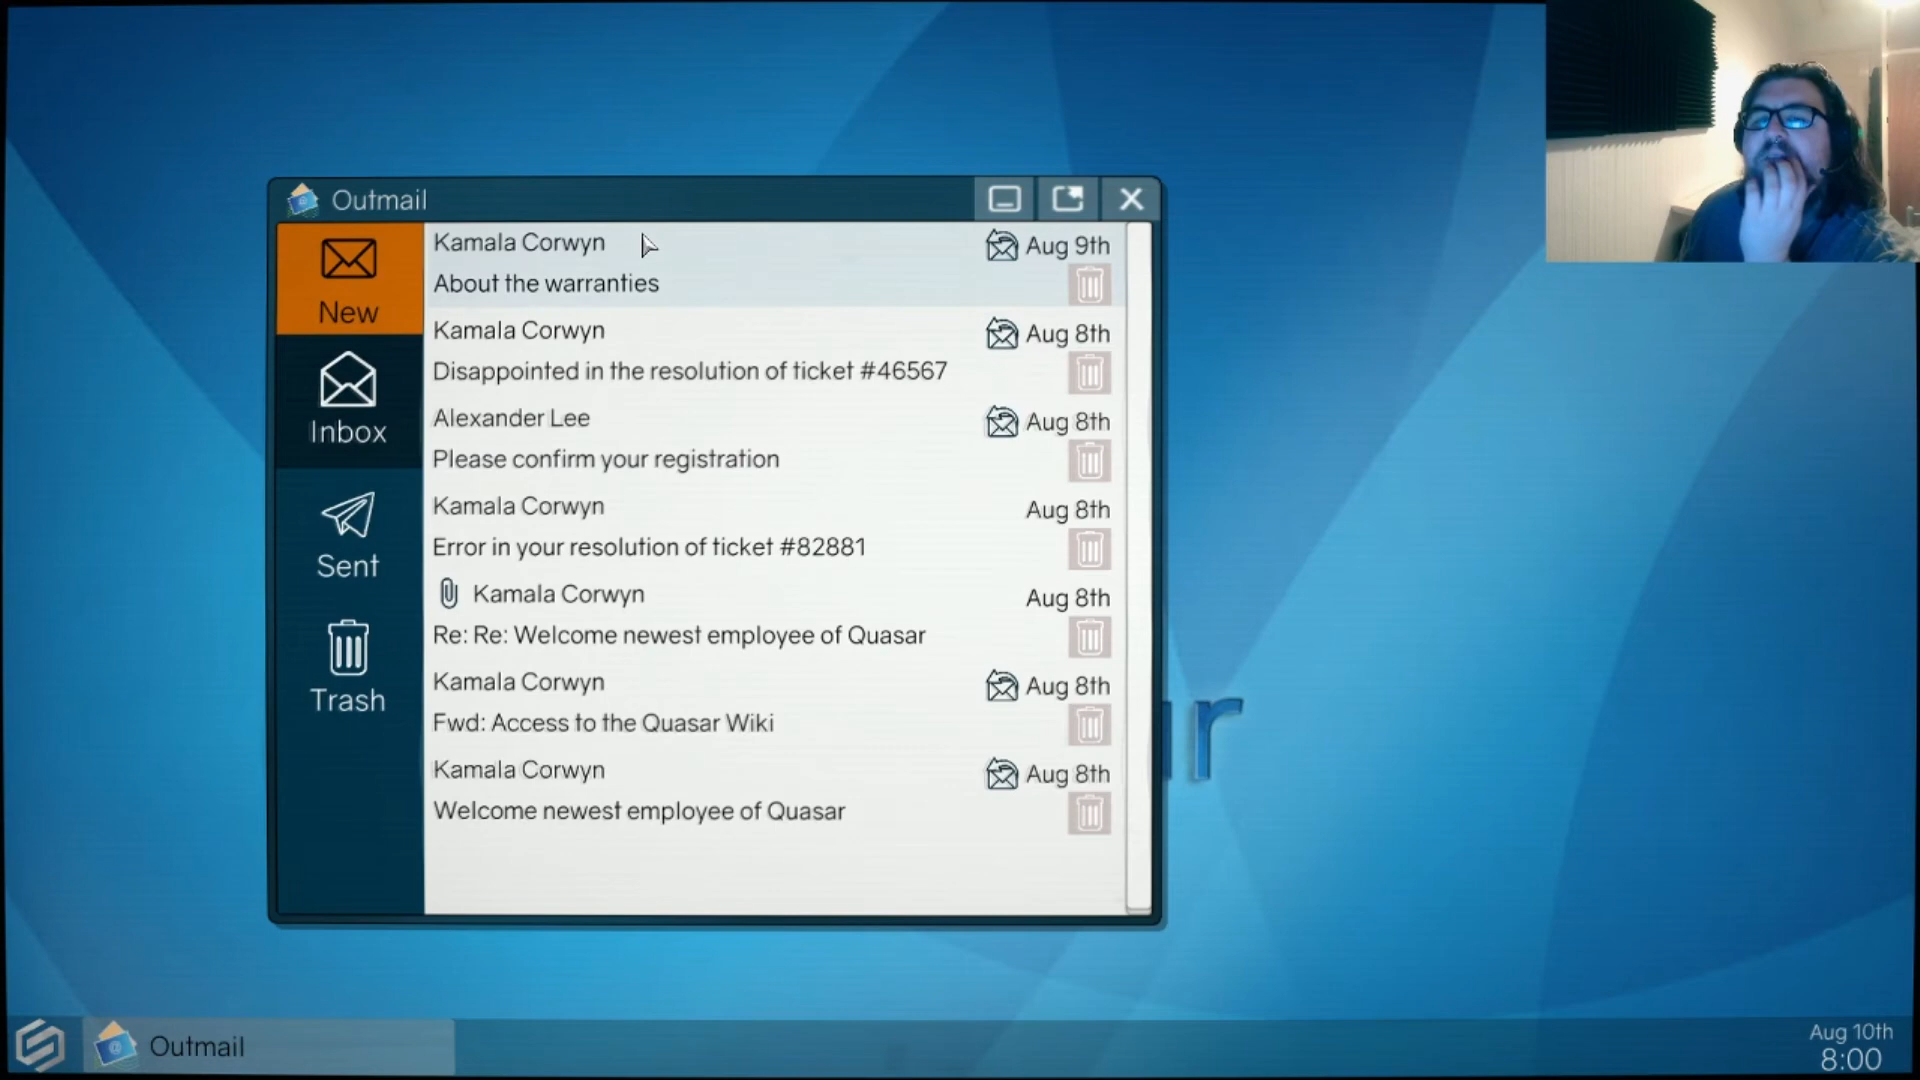 Outmail
New
Inbox
Sent
Trash
Kamala Corwyn
Aug 9th
About the warranties
Kamala Corwyn
Aug 8th
Disappointed in the resolution of ticket #46567
Alexander Lee
Aug 8th
Please confirm your registration
Kamala Corwyn
Aug 8th
Error in your resolution of ticket #82881
Kamala Corwyn
Aug 8th
Re: Re: Welcome newest employee of Quasar
Kamala Corwyn
Aug 8th
Fwd: Access to the Quasar Wiki
Kamala Corwyn
Aug 8th
Welcome newest employee of Quasar
r
Outmail
Aug 10th
8:00